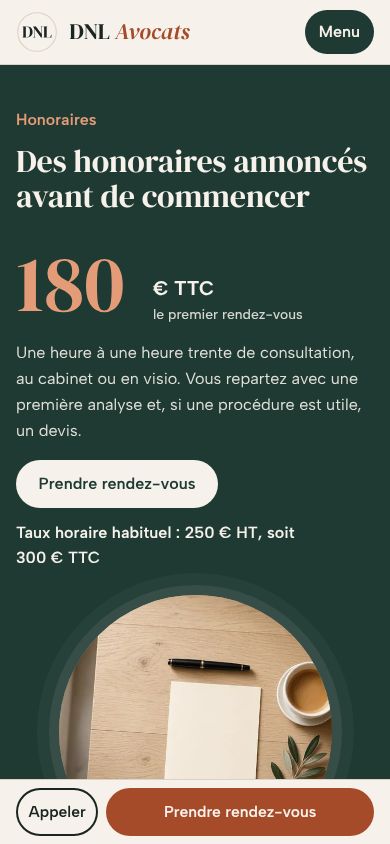 DNL
DNL Avocats
Menu
Honoraires
Des honoraires annoncés
avant de commencer
180
€ TTC
le premier rendez-vous
Une heure à une heure trente de consultation,
au cabinet ou en visio. Vous repartez avec une
première analyse et, si une procédure est utile,
un devis.
Prendre rendez-vous
Taux horaire habituel : 250 € HT, soit
300 € TTC
Appeler
Prendre rendez-vous